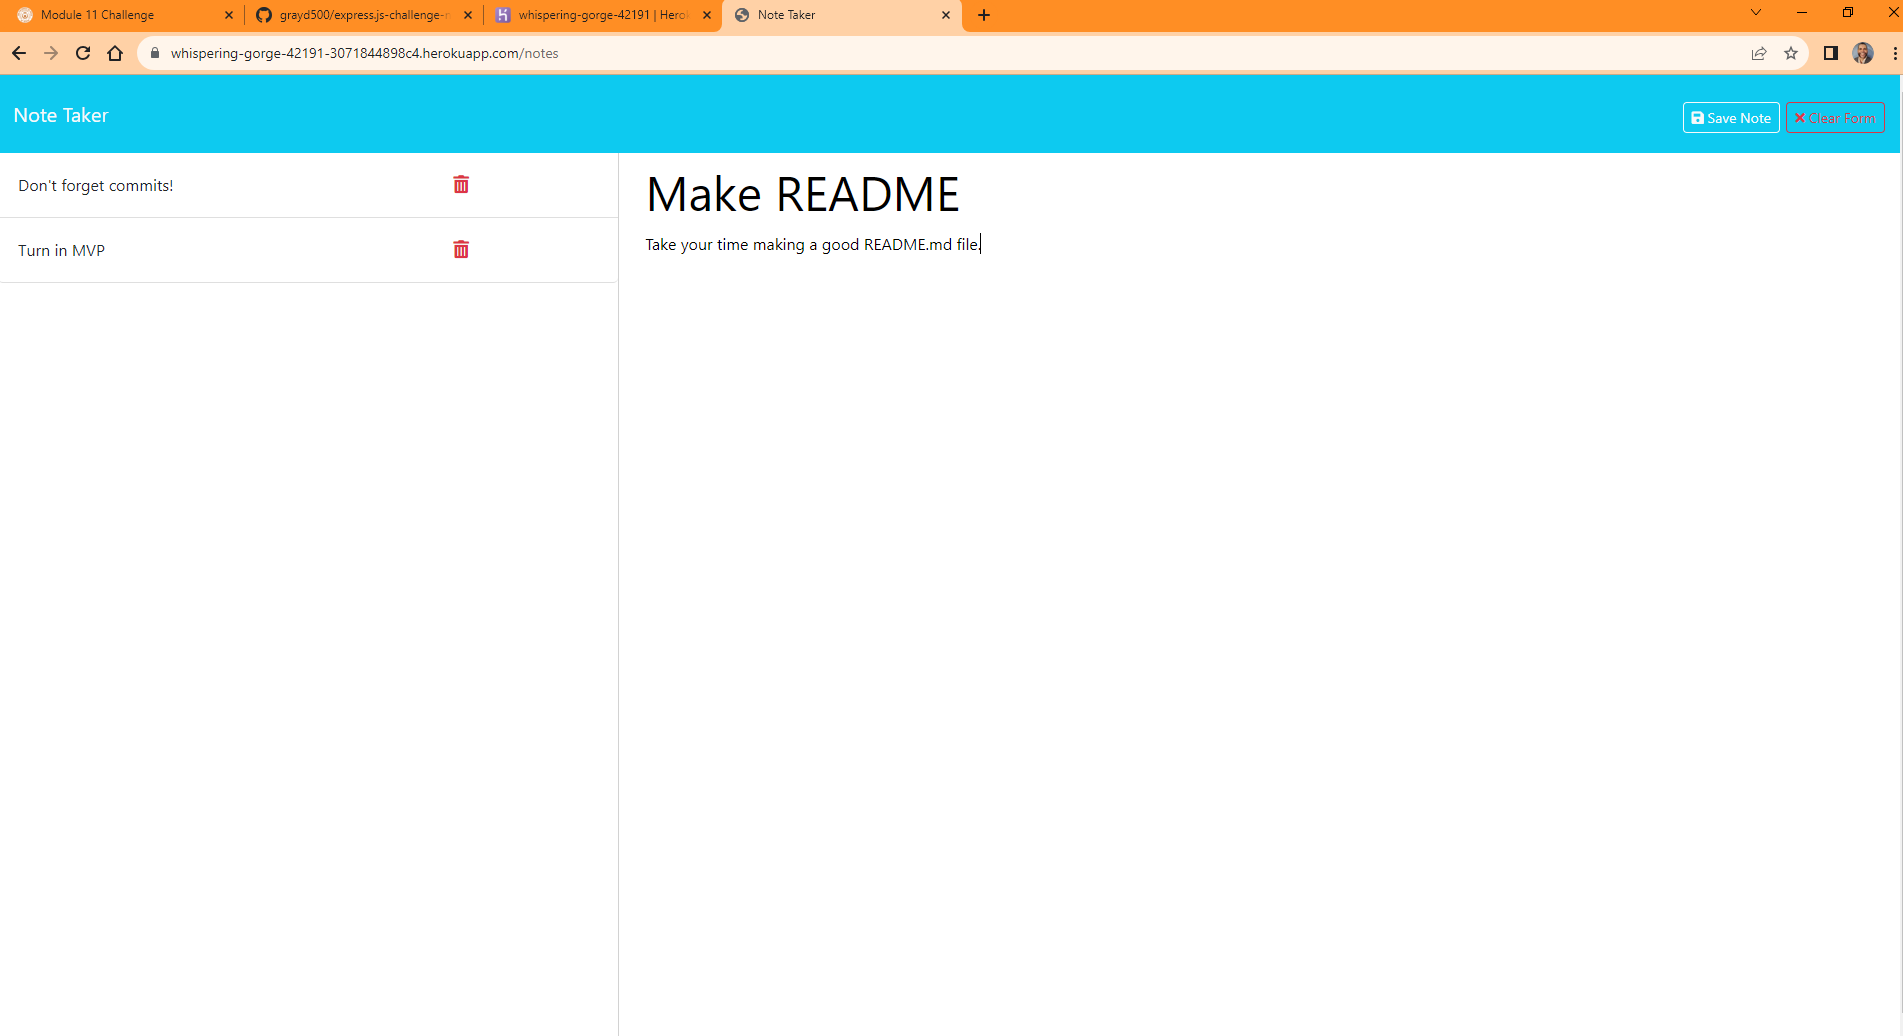 Module 11 Challenge
grayd500/express.js-challenge-n
whispering-gorge-42191 | Herok
Note Taker
whispering-gorge-42191-3071844898c4.herokuapp.com/notes
Note Taker
Save Note
Clear Form
Don't forget commits!
Turn in MVP
Make README
Take your time making a good README.md file.